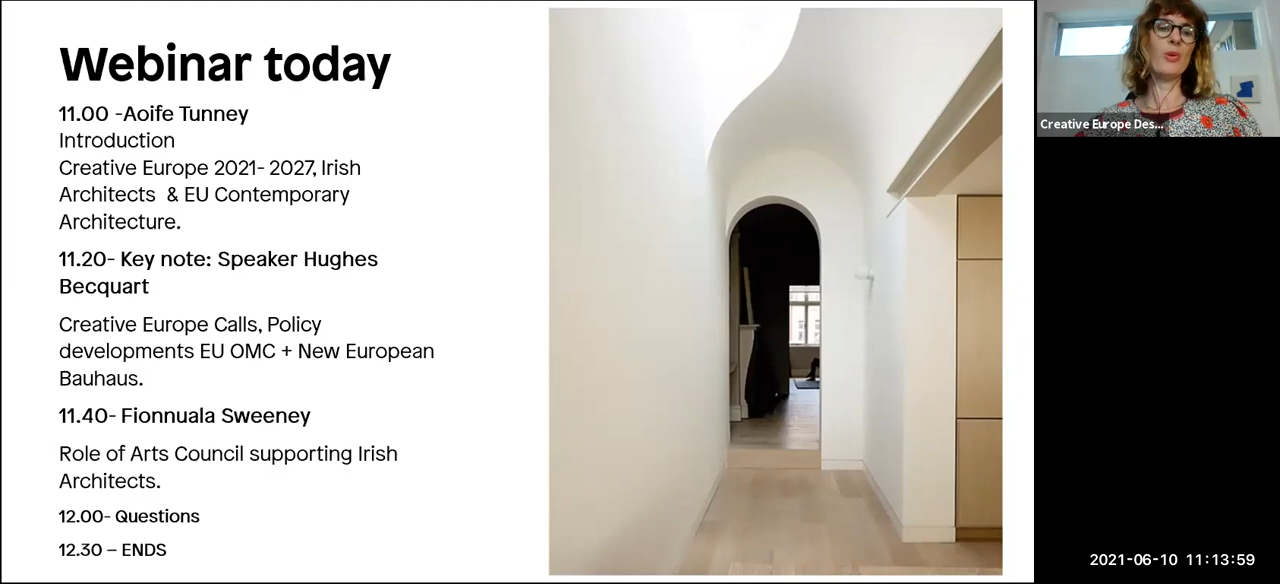 Webinar today
11.00 -Aoife Tunney
Introduction
Creative Europe 2021- 2027, Irish
Architects  & EU Contemporary
Architecture.
11.20- Key note: Speaker Hughes
Becquart
Creative Europe Calls, Policy
developments EU OMC + New European
Bauhaus.
11.40- Fionnuala Sweeney
Role of Arts Council supporting Irish
Architects.
12.00- Questions
12.30 – ENDS
Creative Europe Des...
2021-06-10 11:13:59